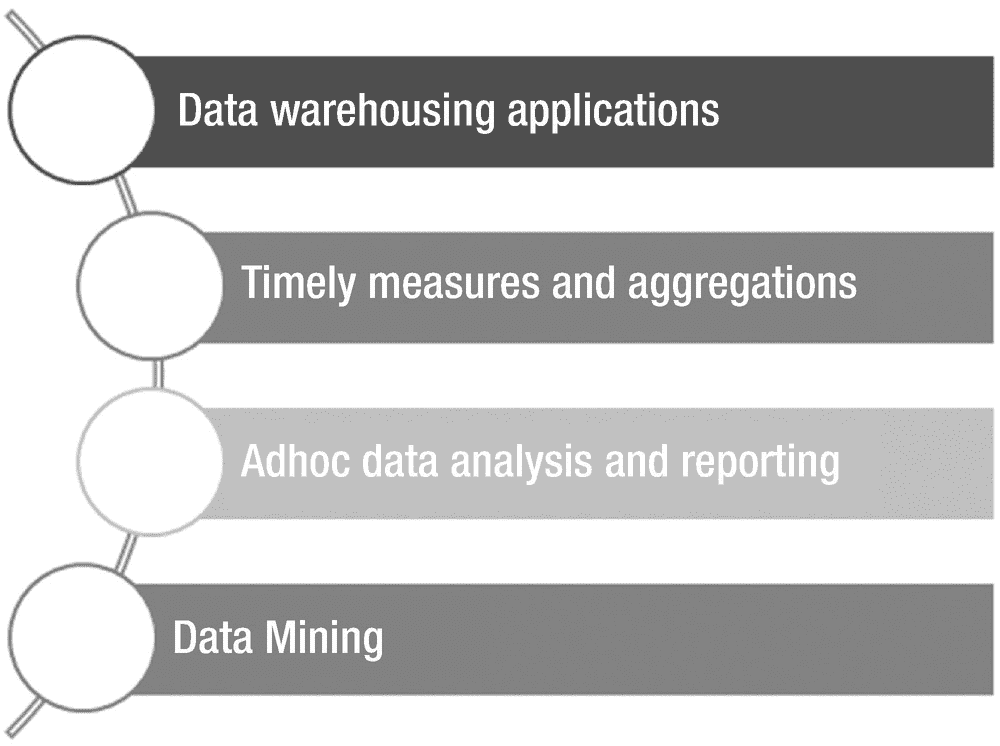 Data warehousing applications
Timely measures and aggregations
Adhoc data analysis and reporting
Data Mining